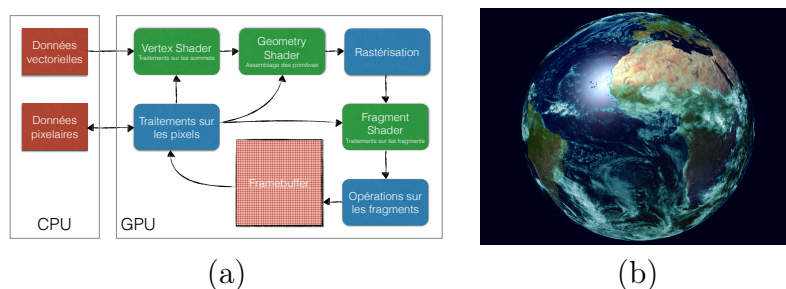 Données
vectorielles
Vertex Shader
Traitements sur les sommets
Geometry
Shader
Assemblage des primitives
Rastérisation
Données
pixelaires
Traitements sur
les pixels
Fragment
Shader
Traitements sur les fragments
Framebuffer
Opérations sur
les fragments
CPU
GPU
(a)
(b)